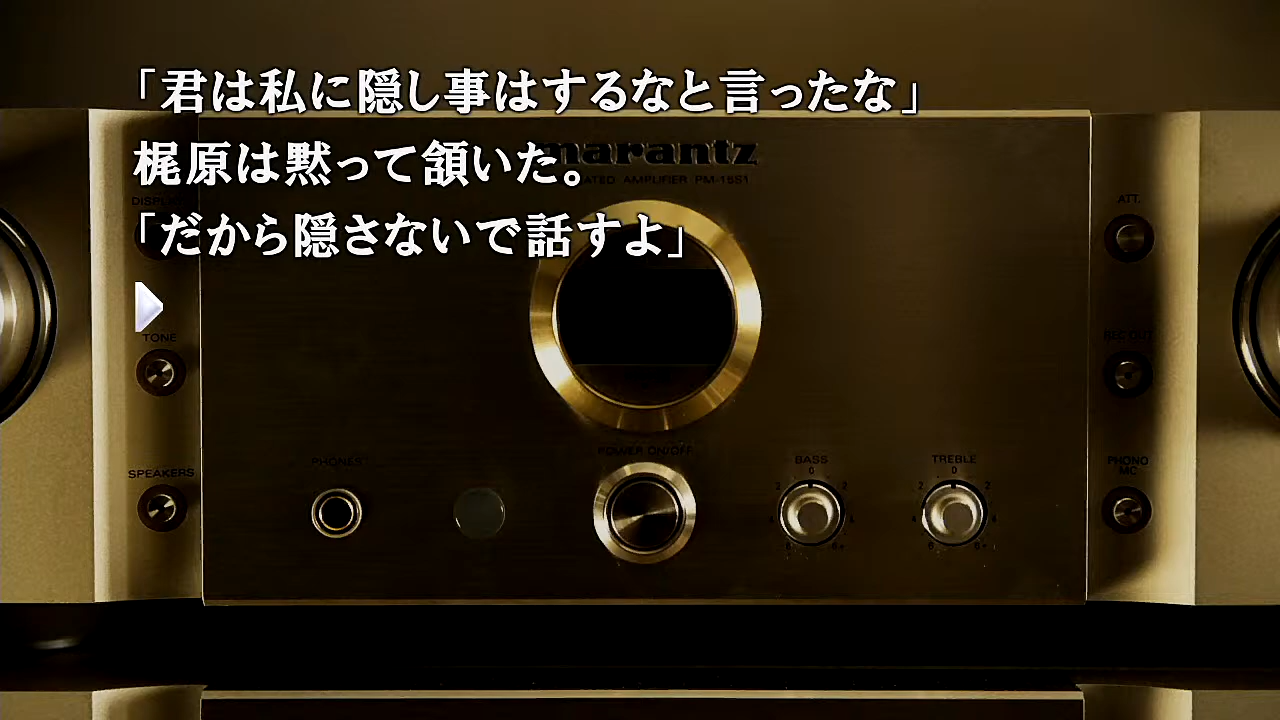 「君は私に隠し事はするなと言ったな」
梶原は黙って頷いた。
「だから隠さないで話すよ」
marantz
AMPLIFIER PM-15S1
ATT.
TONE
REC OUT
SPEAKERS
PHONES
POWER ON/OFF
BASS
0
TREBLE
0
PHONO
MC